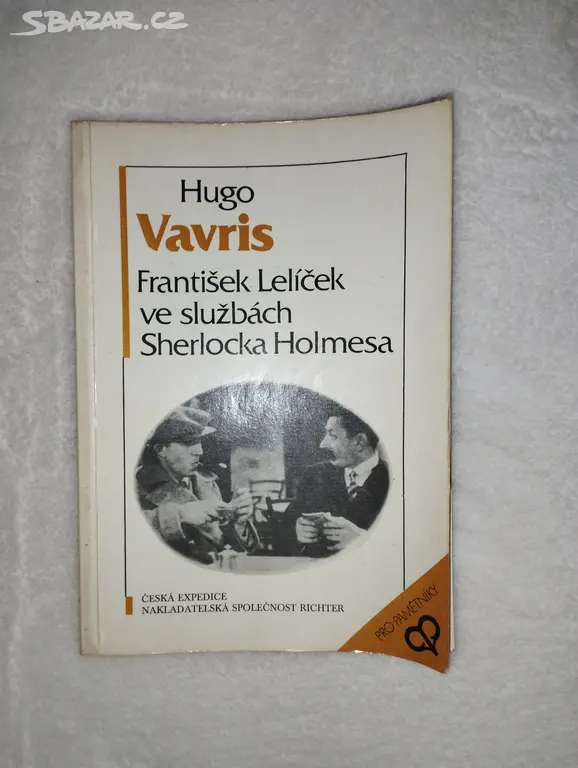 SBAZAR.CZ
Hugo
Vavris
František Lelíček
ve službách
Sherlocka Holmesa
ČESKÁ EXPEDICE
NAKLADATELSKÁ SPOLEČNOST RICHTER
PRO PAMĚTNÍKY